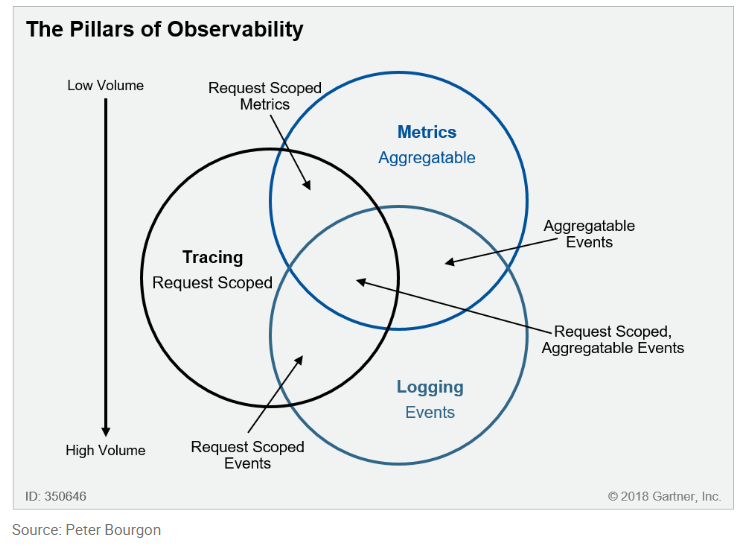 The Pillars of Observability
Low Volume
Request Scoped
Metrics
Metrics
Aggregatable
Aggregatable
Events
Tracing
Request Scoped
Request Scoped,
Aggregatable Events
Logging
Events
High Volume
Request Scoped
Events
ID: 350646
© 2018 Gartner, Inc.
Source: Peter Bourgon